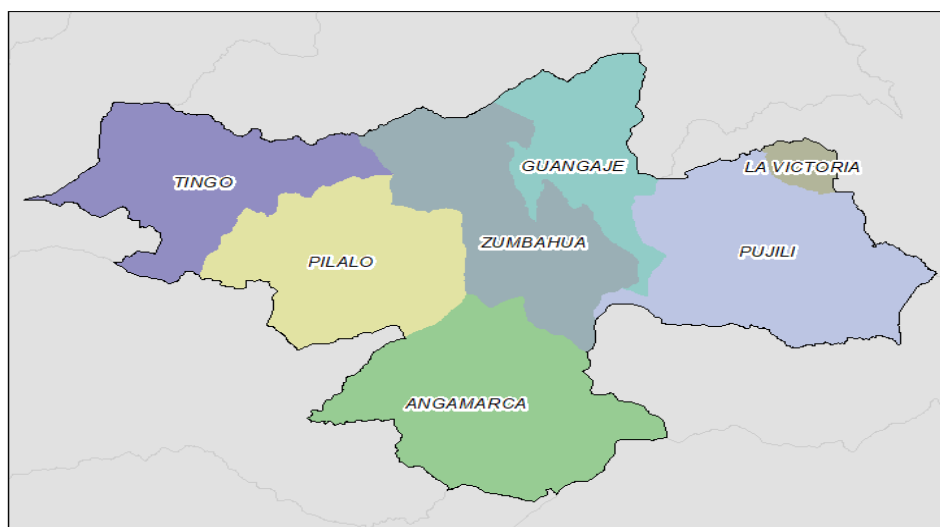 GUANGAJE
LA VICTORIA
TINGO
ZUMBAHUA
PUJILI
PILALO
ANGAMARCA